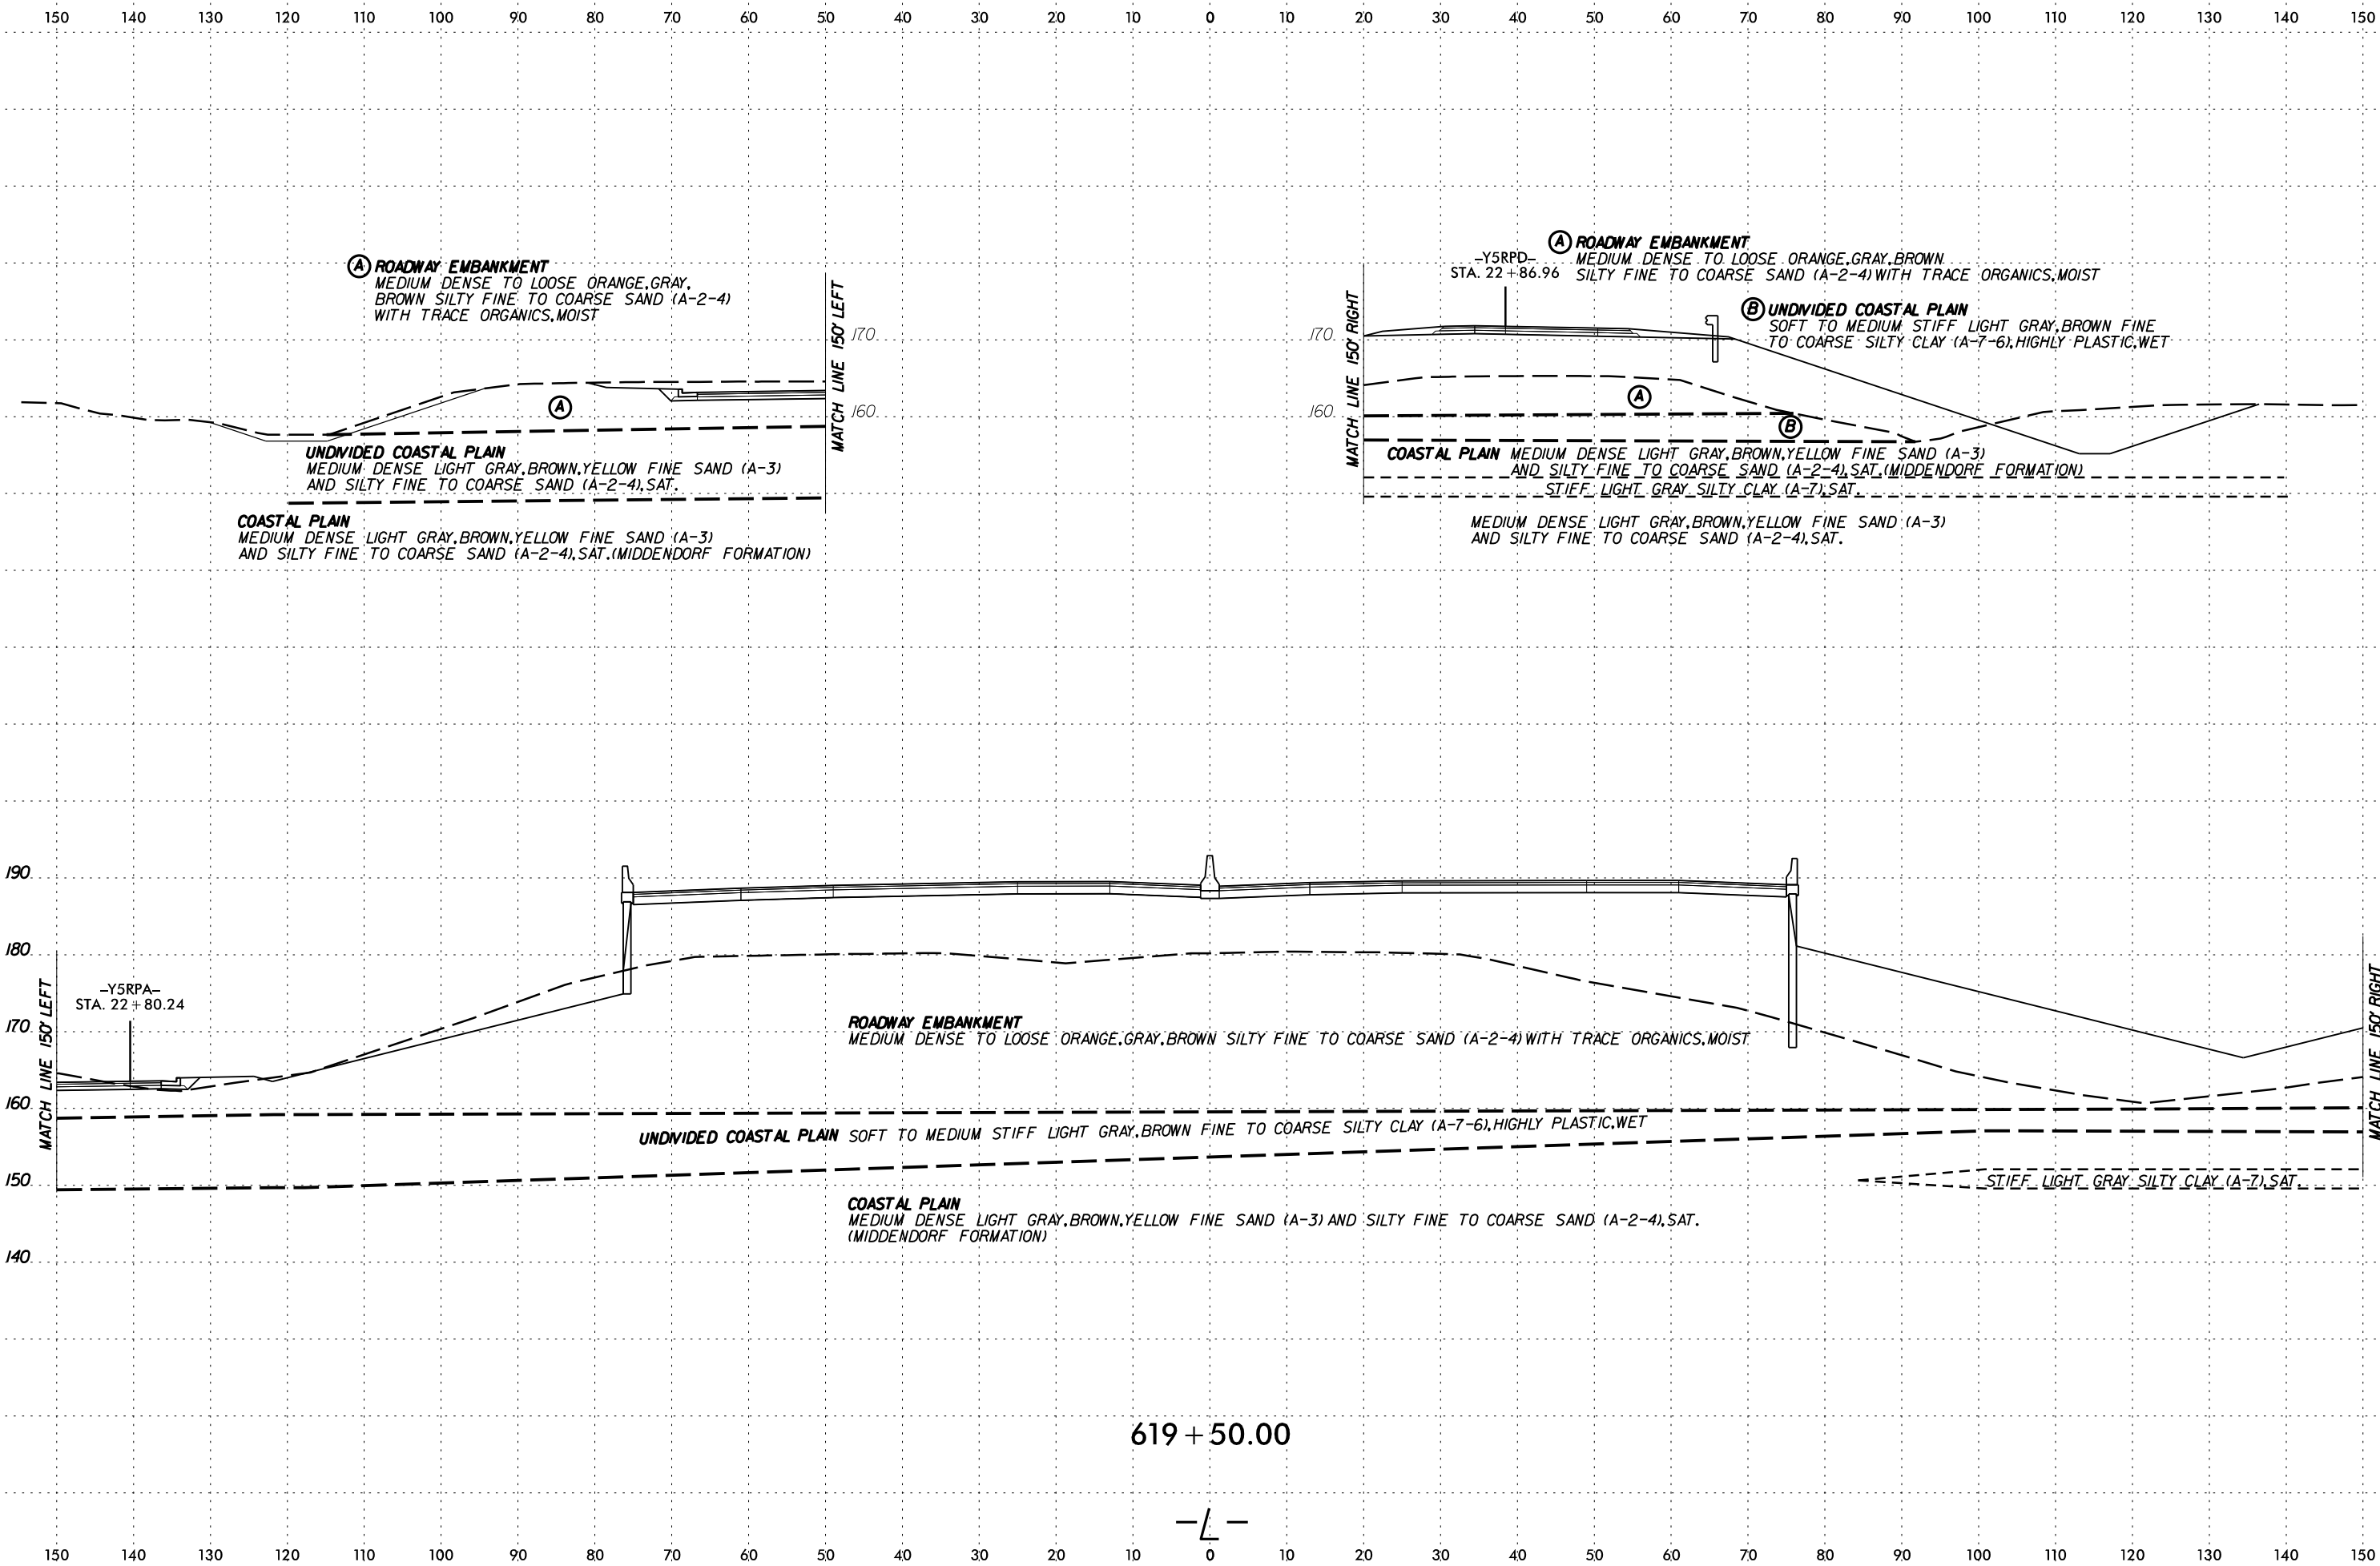 150 140 130 120 110 100 90 80 70 60 50 40 30 20 10 0 10 20 30 40 50 60 70 80 90 100 110 120 130 140 150
Ⓐ ROADWAY EMBANKMENT
MEDIUM DENSE TO LOOSE ORANGE,GRAY,
BROWN SILTY FINE TO COARSE SAND (A-2-4)
WITH TRACE ORGANICS,MOIST
MATCH LINE 150' LEFT
170
160
Ⓐ
UNDIVIDED COASTAL PLAIN
MEDIUM DENSE LIGHT GRAY,BROWN,YELLOW FINE SAND (A-3)
AND SILTY FINE TO COARSE SAND (A-2-4),SAT.
COASTAL PLAIN
MEDIUM DENSE LIGHT GRAY,BROWN,YELLOW FINE SAND (A-3)
AND SILTY FINE TO COARSE SAND (A-2-4),SAT.(MIDDENDORF FORMATION)
Ⓐ ROADWAY EMBANKMENT
MEDIUM DENSE TO LOOSE ORANGE,GRAY,BROWN
SILTY FINE TO COARSE SAND (A-2-4) WITH TRACE ORGANICS,MOIST
-Y5RPD-
STA. 22+86.96
Ⓑ UNDIVIDED COASTAL PLAIN
SOFT TO MEDIUM STIFF LIGHT GRAY,BROWN FINE
TO COARSE SILTY CLAY (A-7-6),HIGHLY PLASTIC,WET
170
160
MATCH LINE 150' RIGHT
Ⓐ
Ⓑ
COASTAL PLAIN MEDIUM DENSE LIGHT GRAY,BROWN,YELLOW FINE SAND (A-3)
AND SILTY FINE TO COARSE SAND (A-2-4),SAT.(MIDDENDORF FORMATION)
STIFF LIGHT GRAY SILTY CLAY (A-7),SAT.
MEDIUM DENSE LIGHT GRAY,BROWN,YELLOW FINE SAND (A-3)
AND SILTY FINE TO COARSE SAND (A-2-4),SAT.
190
180
170
160
150
140
MATCH LINE 150' LEFT
-Y5RPA-
STA. 22+80.24
ROADWAY EMBANKMENT
MEDIUM DENSE TO LOOSE ORANGE,GRAY,BROWN SILTY FINE TO COARSE SAND (A-2-4) WITH TRACE ORGANICS,MOIST
UNDIVIDED COASTAL PLAIN SOFT TO MEDIUM STIFF LIGHT GRAY,BROWN FINE TO COARSE SILTY CLAY (A-7-6),HIGHLY PLASTIC,WET
STIFF LIGHT GRAY SILTY CLAY (A-7),SAT.
COASTAL PLAIN
MEDIUM DENSE LIGHT GRAY,BROWN,YELLOW FINE SAND (A-3) AND SILTY FINE TO COARSE SAND (A-2-4),SAT.
(MIDDENDORF FORMATION)
MATCH LINE 150' RIGHT
619+50.00
-L-
150 140 130 120 110 100 90 80 70 60 50 40 30 20 10 0 10 20 30 40 50 60 70 80 90 100 110 120 130 140 150